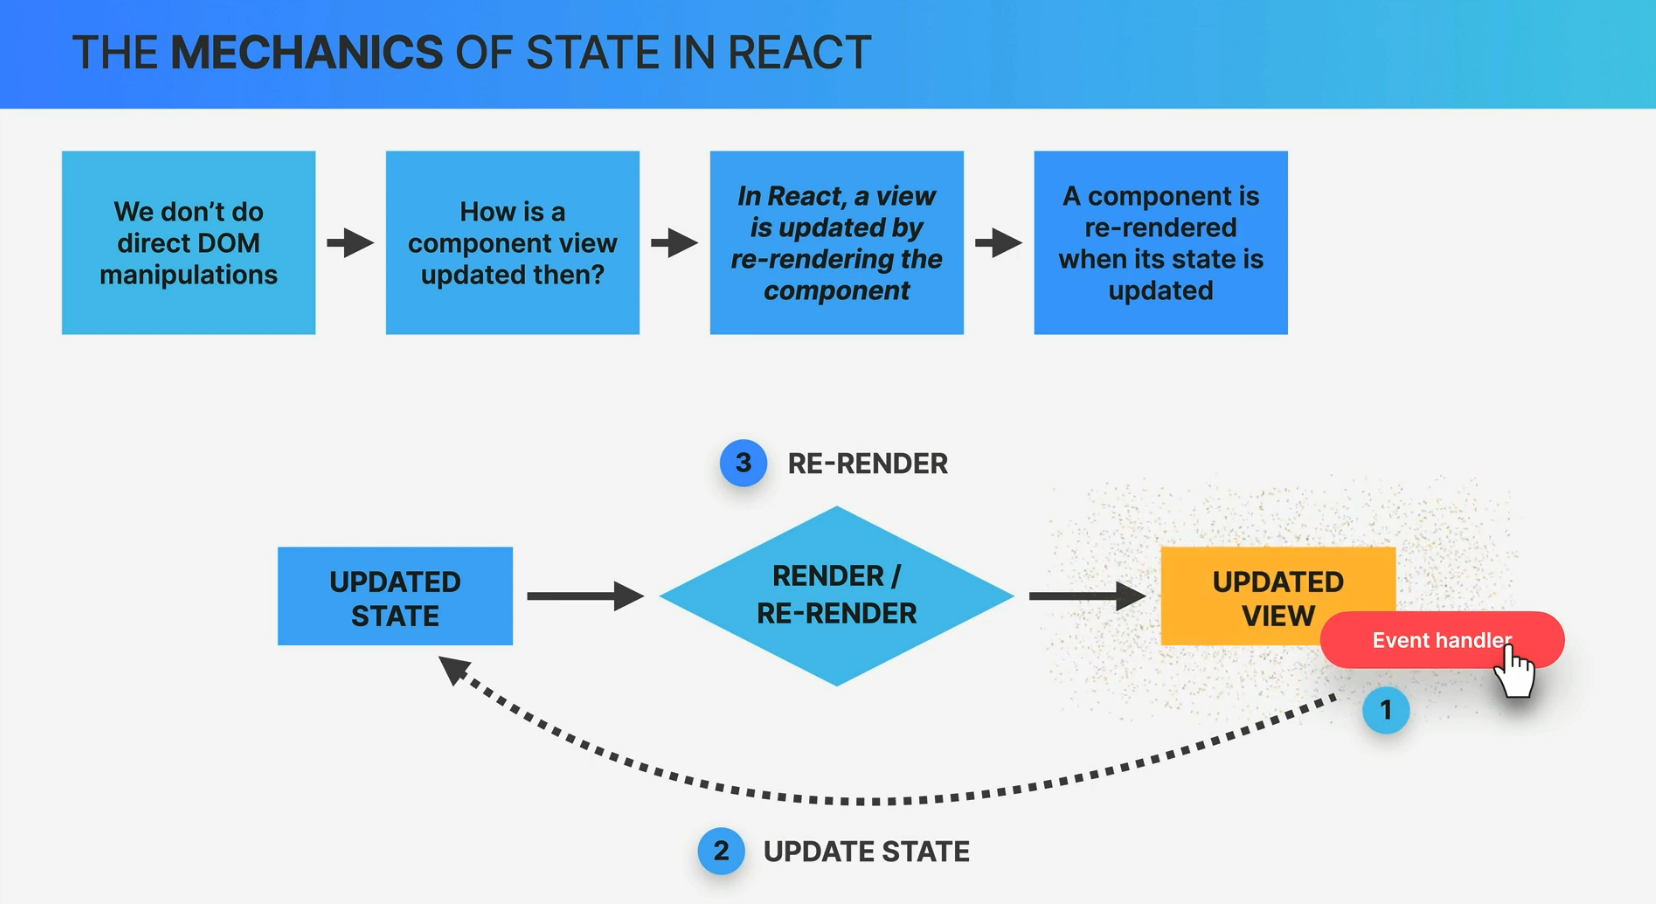 THE MECHANICS OF STATE IN REACT
We don’t do
direct DOM
manipulations
How is a
component view
updated then?
In React, a view
is updated by
re-rendering the
component
A component is
re-rendered
when its state is
updated
3 RE-RENDER
UPDATED
STATE
RENDER /
RE-RENDER
UPDATED
VIEW
Event handler
1
2 UPDATE STATE